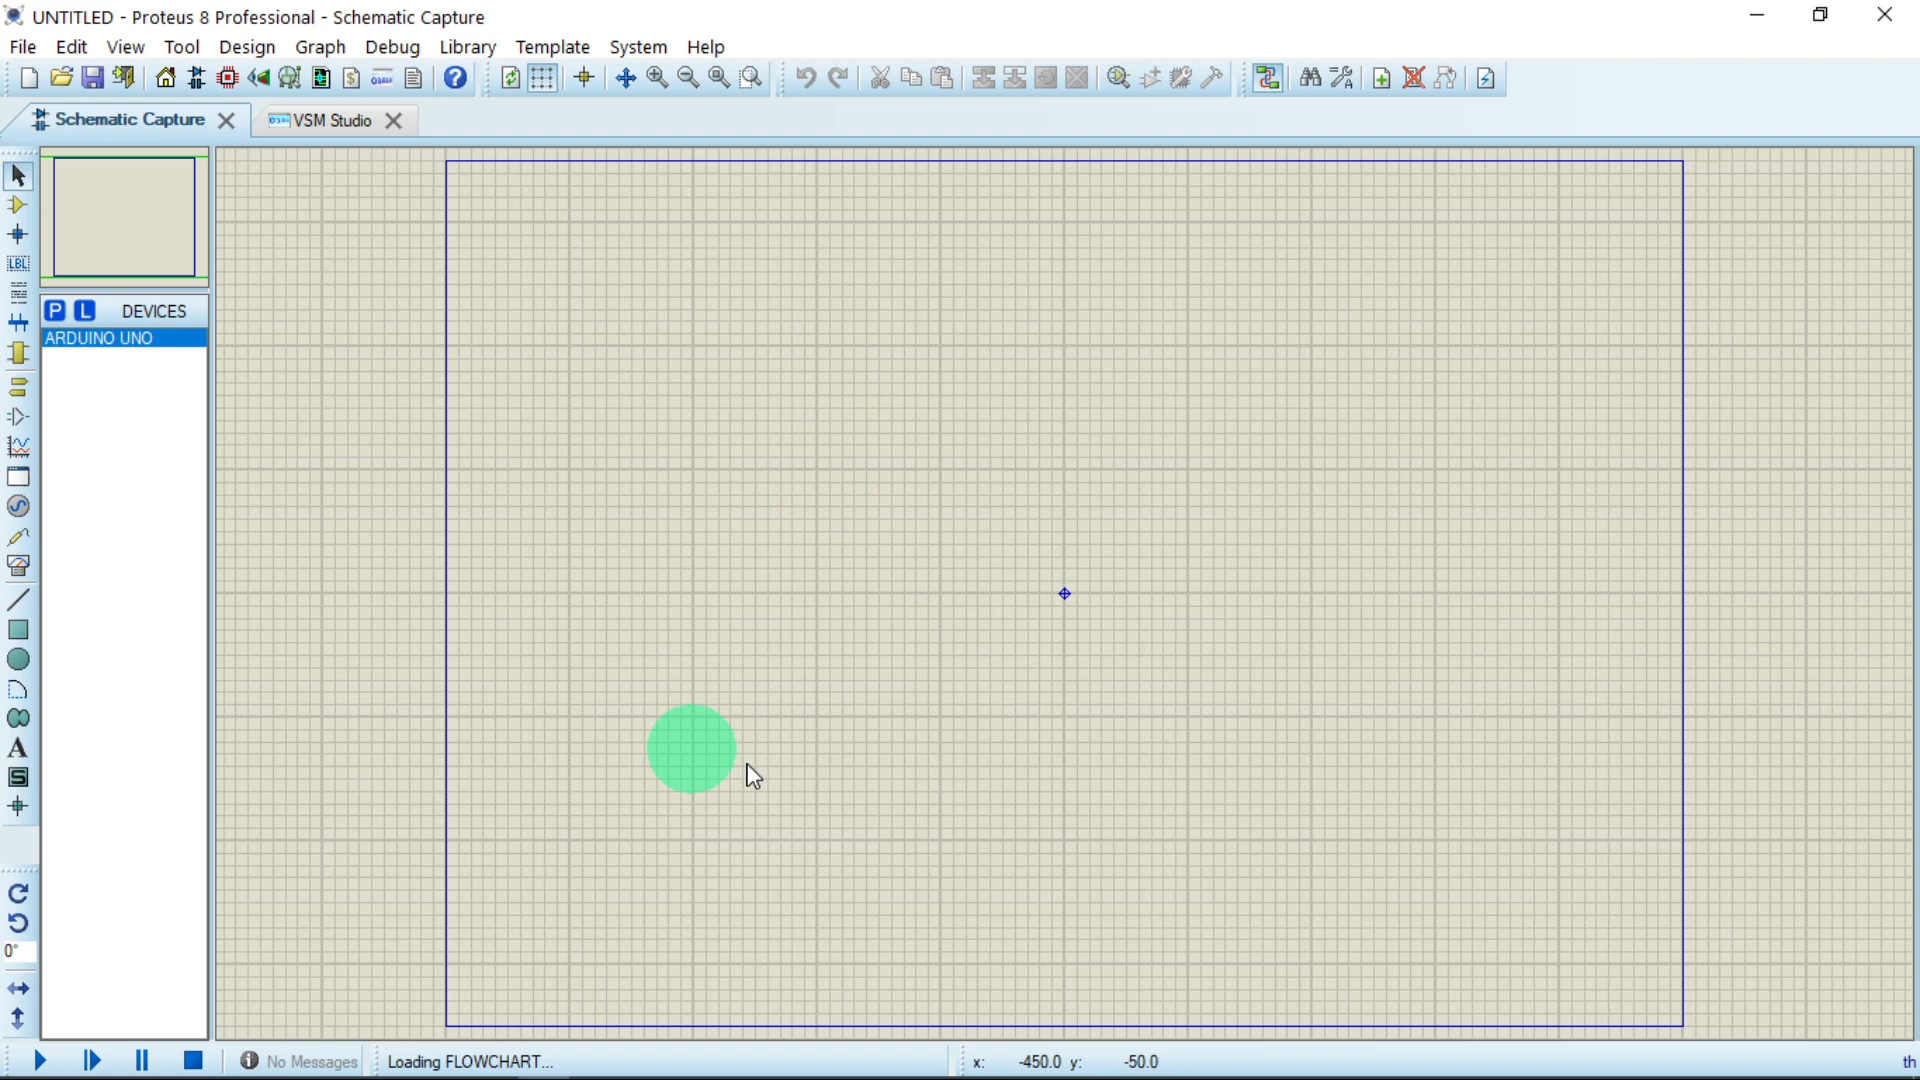 UNTITLED - Proteus 8 Professional - Schematic Capture
File Edit View Tool Design Graph Debug Library Template System Help
Schematic Capture VSM Studio
LBL
P L DEVICES
ARDUINO UNO
A
S
0°
No Messages Loading FLOWCHART... x: -450.0 y: -50.0 th